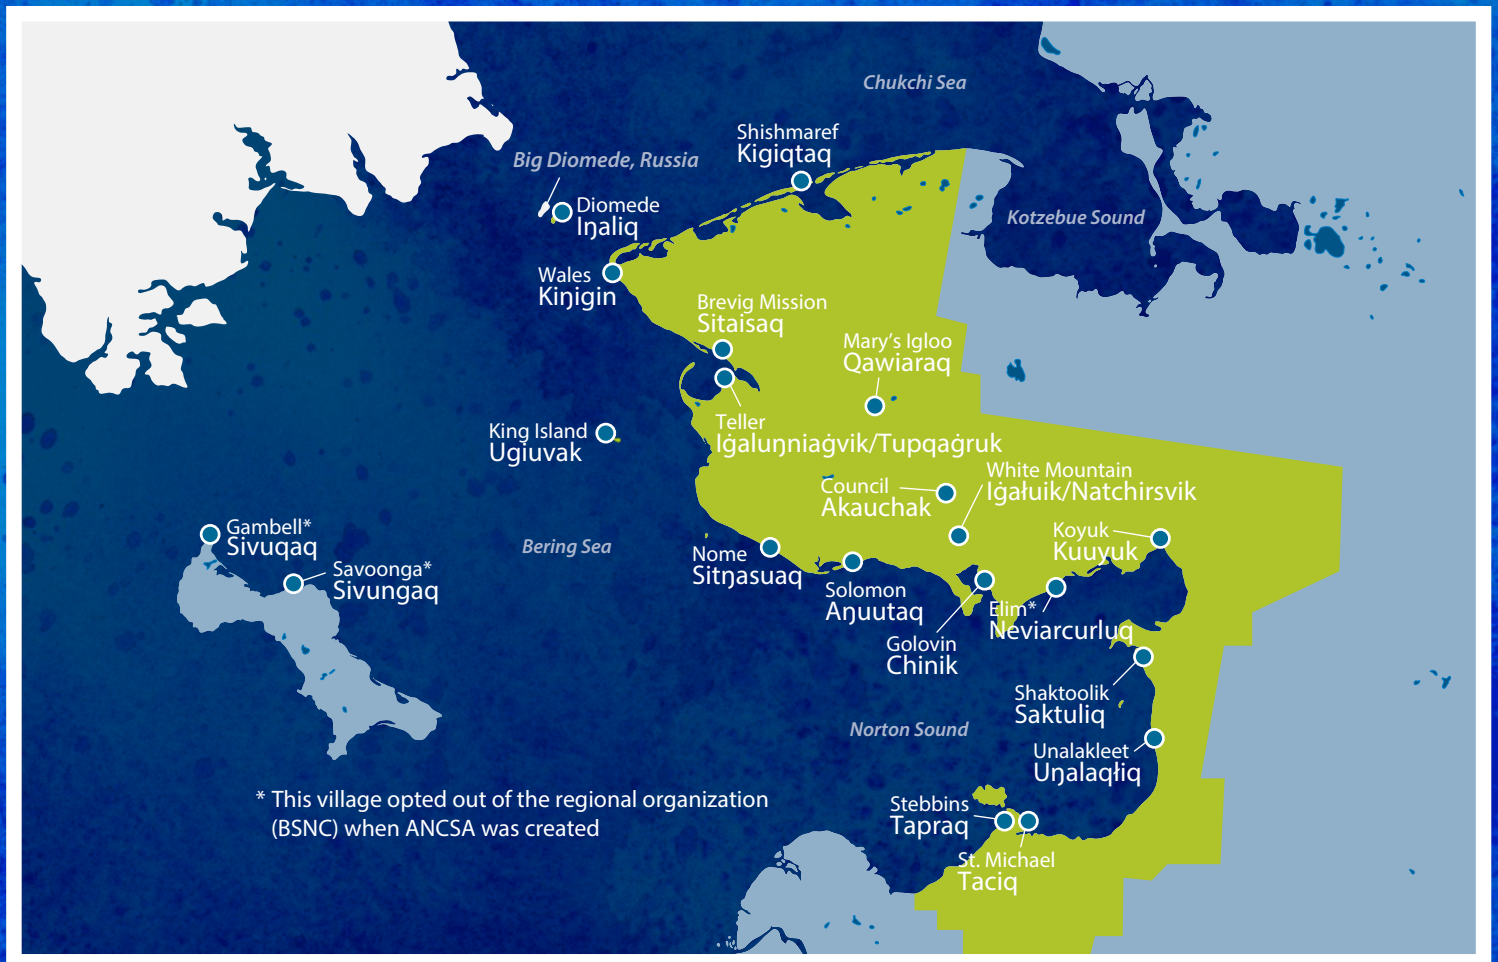 Chukchi Sea
Shishmaref
Kigiqtaq
Big Diomede, Russia
Diomede
Iŋaliq
Kotzebue Sound
Wales
Kiŋigin
Brevig Mission
Sitaisaq
Mary's Igloo
Qawiaraq
Teller
Iġaluŋniaġvik/Tupqaġruk
King Island
Ugiuvak
White Mountain
Iġałuik/Natchirsvik
Council
Akauchak
Koyuk
Kuuyuk
Gambell*
Sivuqaq
Bering Sea
Savoonga*
Sivungaq
Nome
Sitŋasuaq
Solomon
Aŋuutaq
Elim*
Neviarcurluq
Golovin
Chinik
Shaktoolik
Saktuliq
Norton Sound
Unalakleet
Uŋalaqłiq
* This village opted out of the regional organization
(BSNC) when ANCSA was created
Stebbins
Tapraq
St. Michael
Taciq